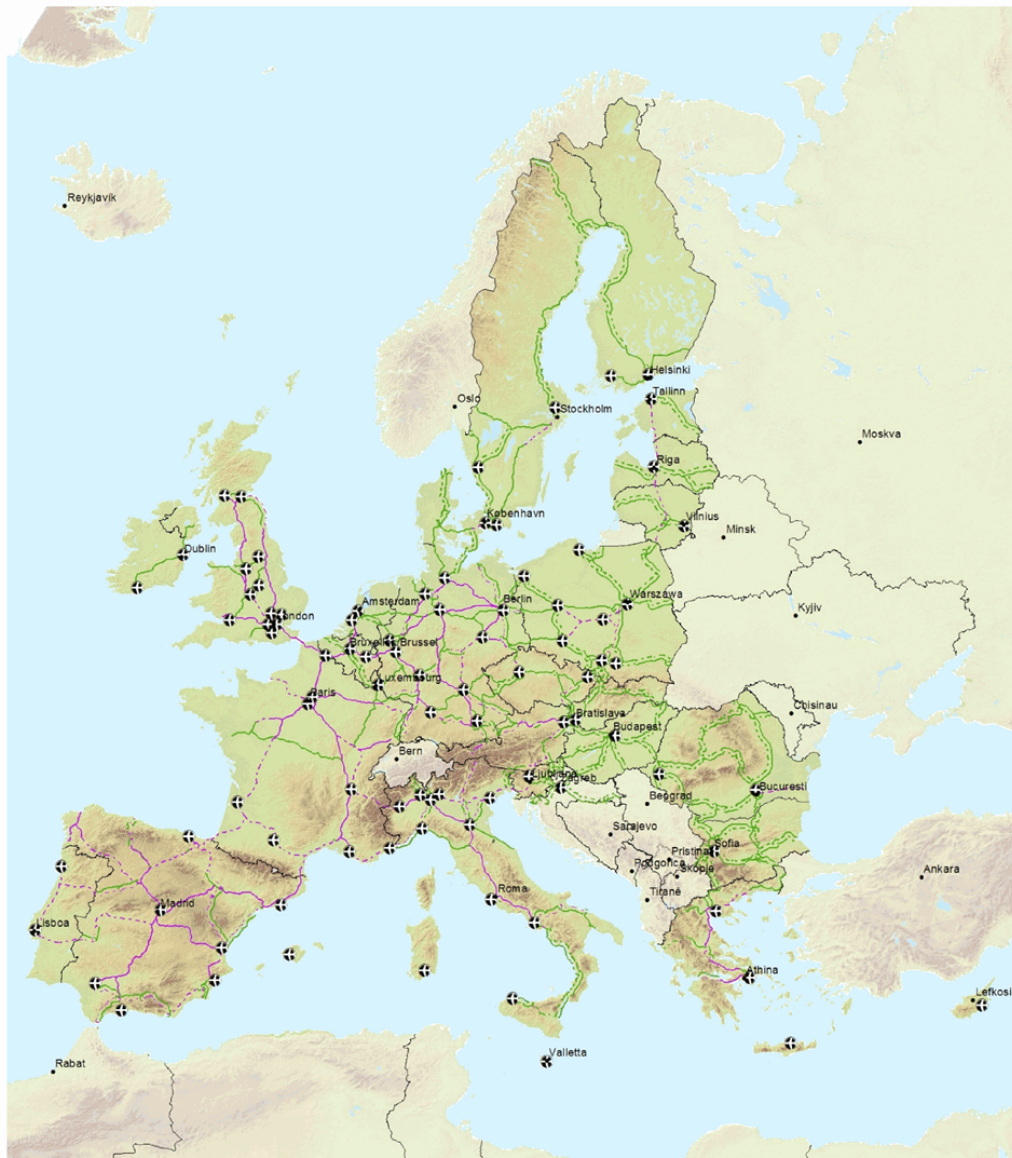 Reykjavík
Helsinki
Tallinn
Oslo
Stockholm
Moskva
Riga
København
Vilnius
Minsk
Dublin
Amsterdam
Berlin
Warszawa
Kyjiv
London
Bruxelles/Brussel
Luxembourg
Paris
Chisinau
Bratislava
Budapest
Bern
Ljubljana
Zagreb
Bucuresti
Beograd
Sarajevo
Sofia
Pristina
Podgorica
Skopje
Ankara
Roma
Tiranë
Madrid
Lisboa
Athina
Lefkosi
Valletta
Rabat